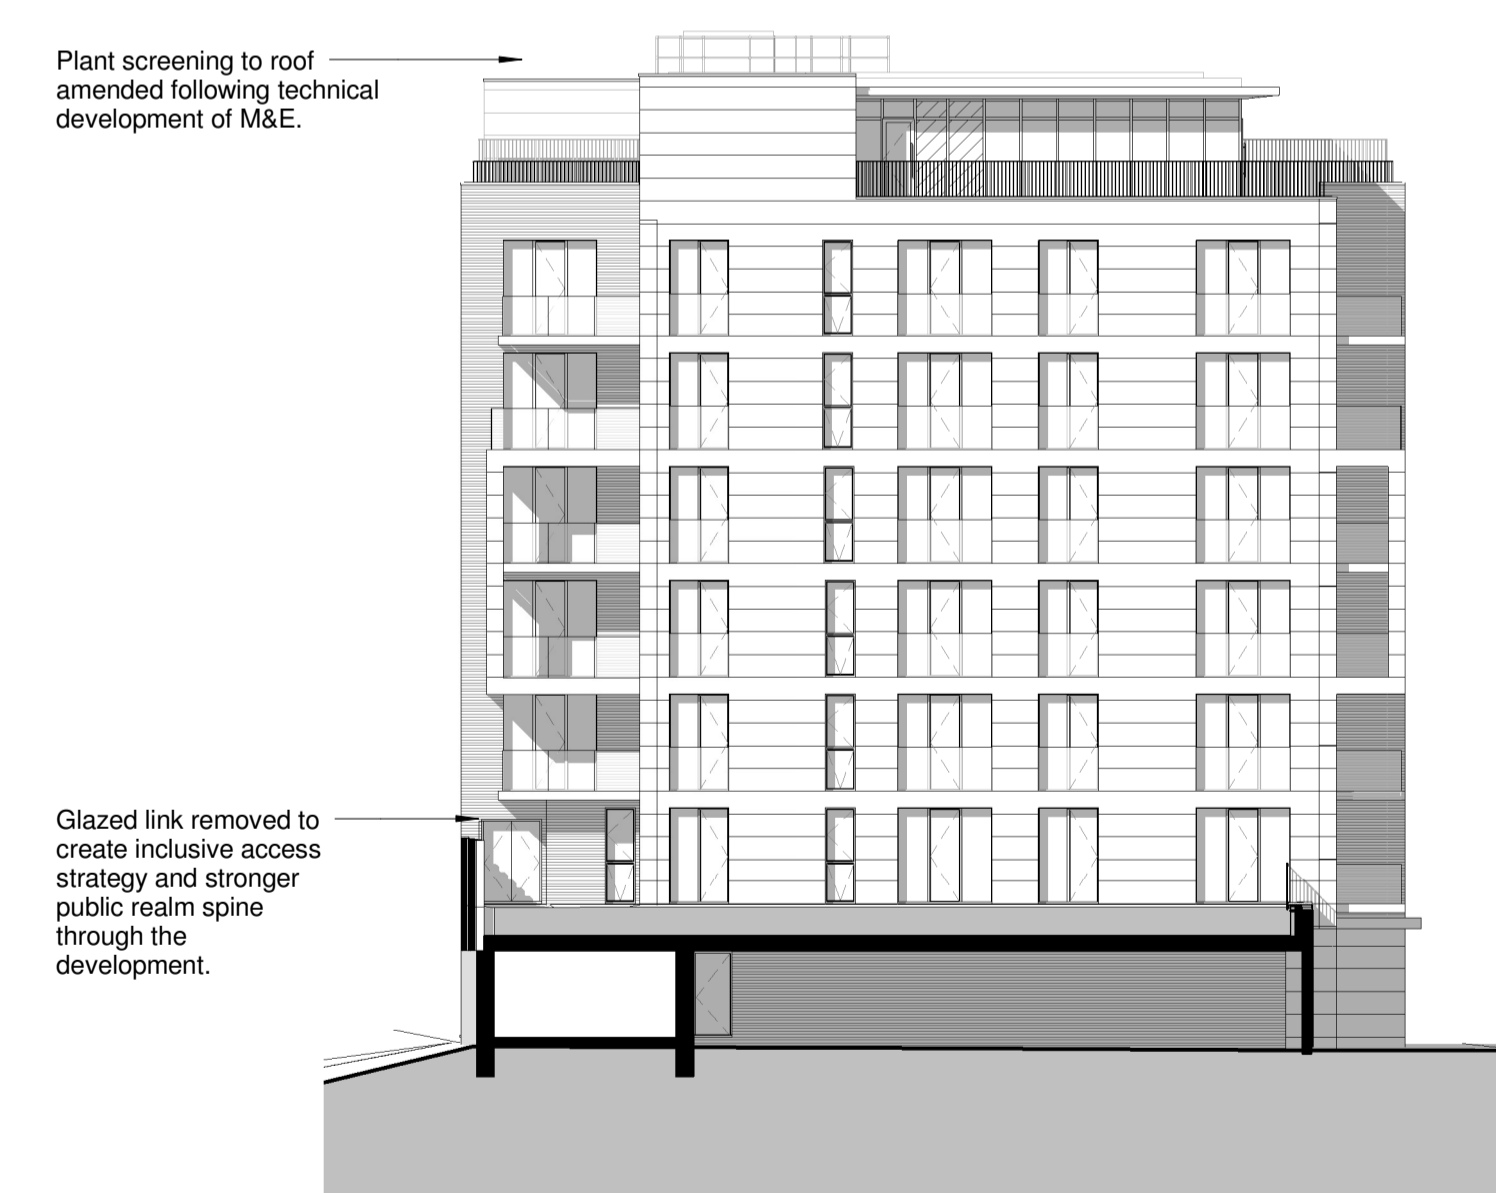 Plant screening to roof
amended following technical
development of M&E.
Glazed link removed to
create inclusive access
strategy and stronger
public realm spine
through the
development.